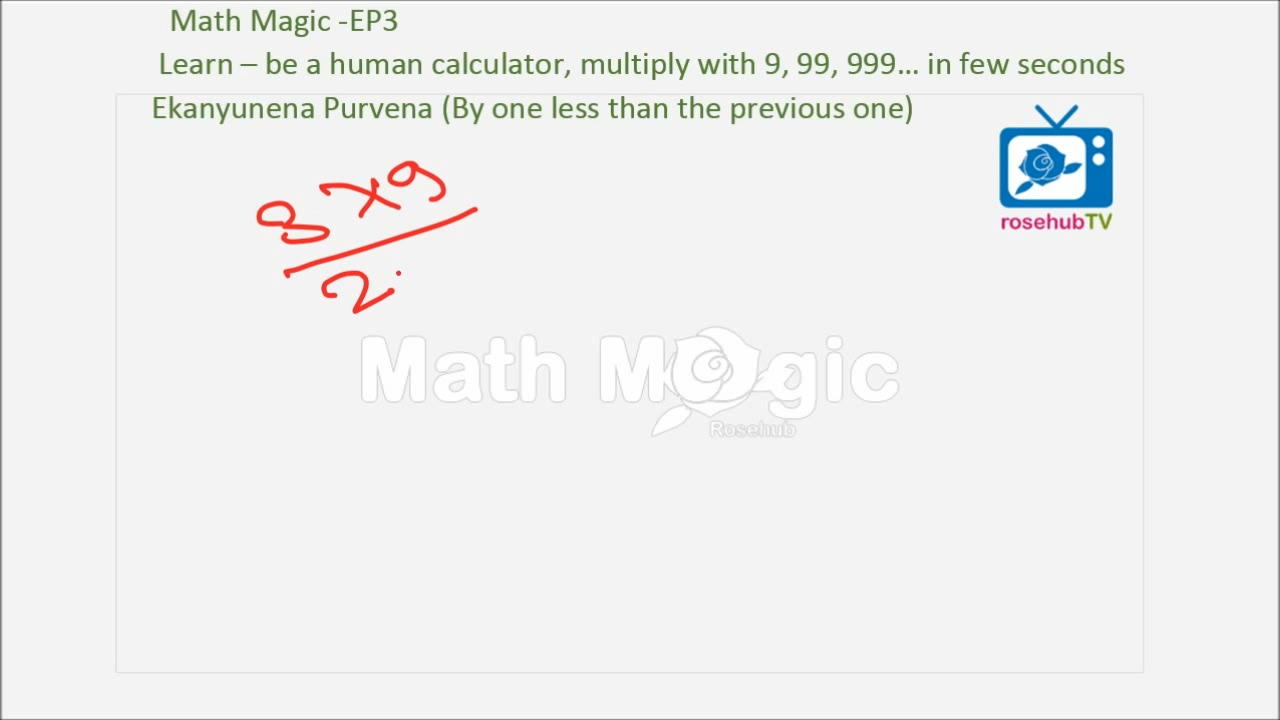 Math Magic -EP3
Learn – be a human calculator, multiply with 9, 99, 999... in few seconds
Ekanyunena Purvena (By one less than the previous one)
rosehubTV
3 x 9
2
Math Magic
Rosehub